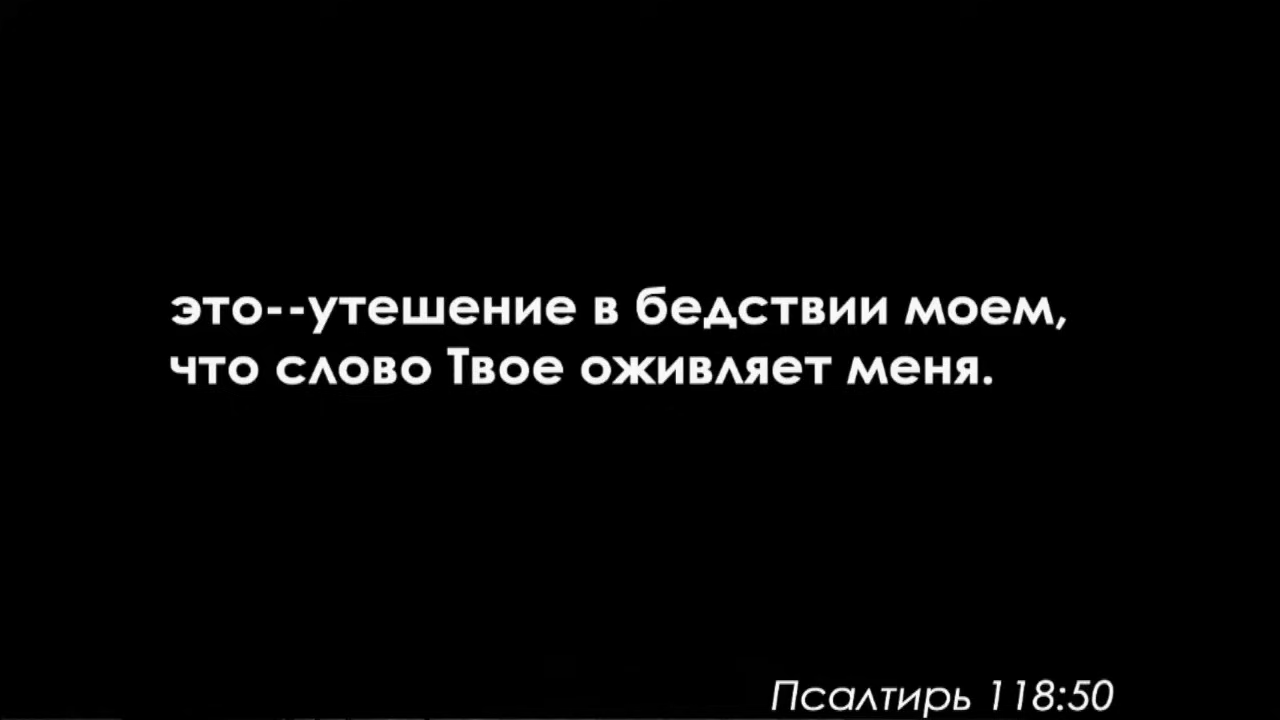 это--утешение в бедствии моем,
что слово Твое оживляет меня.
Псалтирь 118:50